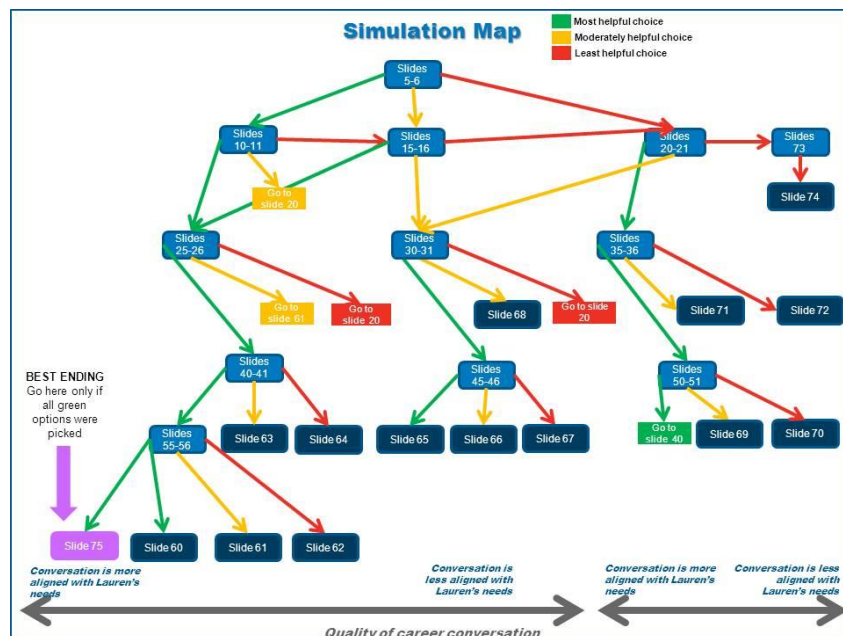 Simulation Map
Most helpful choice
Moderately helpful choice
Least helpful choice
Slides
5-6
Slides
10-11
Slides
15-16
Slides
20-21
Slides
73
Go to
slide 20
Slide 74
Slides
25-26
Slides
30-31
Slides
35-36
Go to
slide 61
Go to
slide 20
Slide 68
Go to slide
20
Slide 71
Slide 72
BEST ENDING
Go here only if
all green
options were
picked
Slides
40-41
Slides
45-46
Slides
50-51
Slides
55-56
Slide 63
Slide 64
Slide 65
Slide 66
Slide 67
Go to
slide 40
Slide 69
Slide 70
Slide 75
Slide 60
Slide 61
Slide 62
Conversation is more
aligned with Lauren's
needs
Conversation is
less aligned with
Lauren's needs
Conversation is more
aligned with Lauren's
needs
Conversation is less
aligned with
Lauren's needs
Quality of career conversation